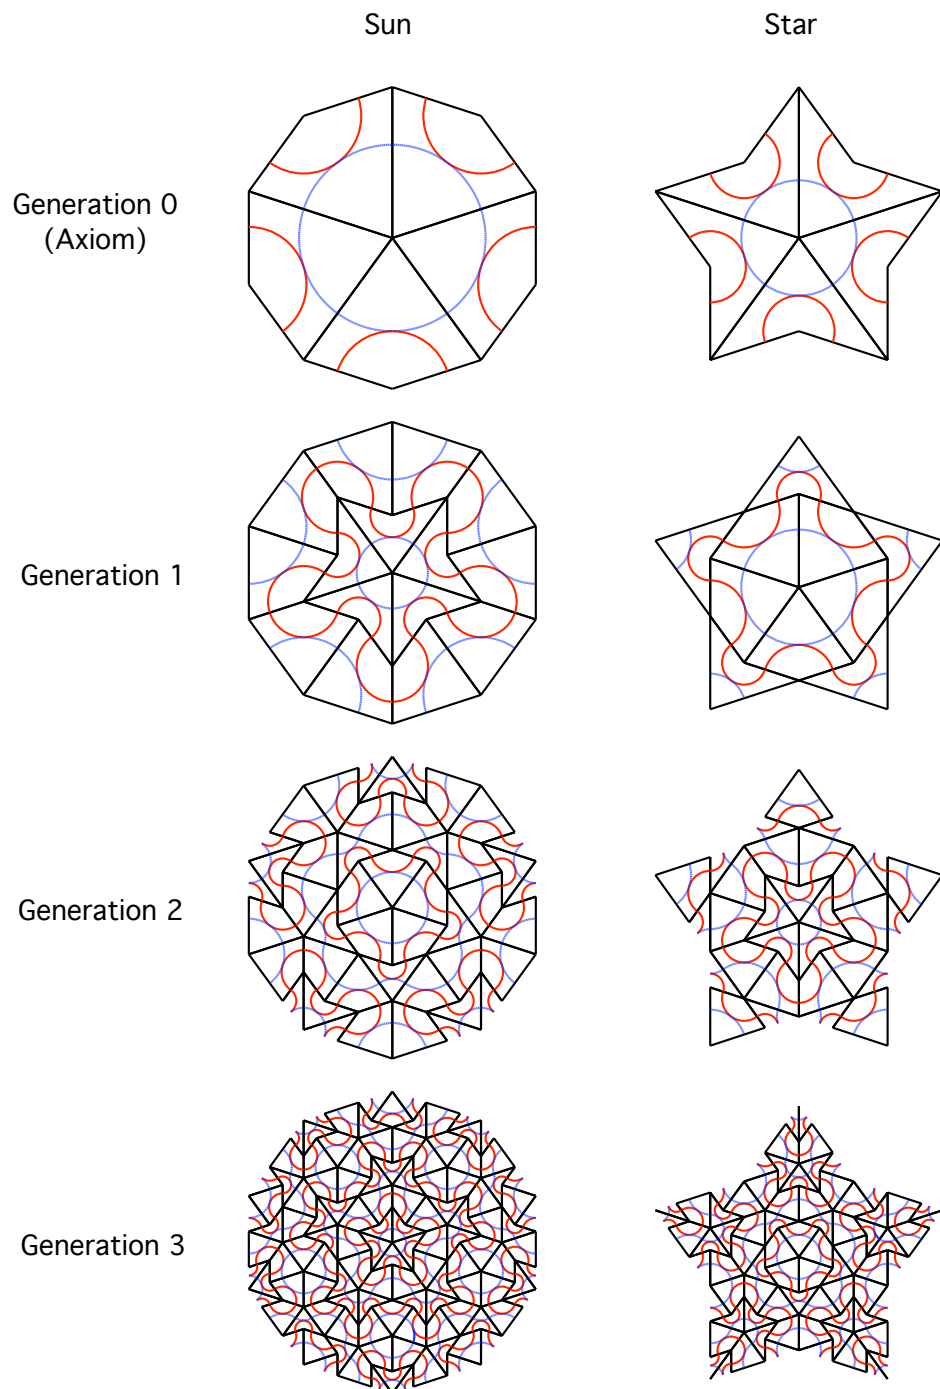 Sun
Star
Generation 0
(Axiom)
Generation 1
Generation 2
Generation 3